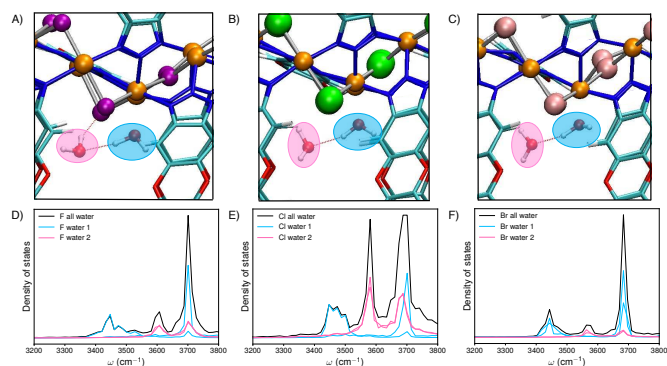 A)
B)
C)
D)
F all water
F water 1
F water 2
Density of states
3200 3400 3500 3600 3700 3800
ω (cm⁻¹)
E)
Cl all water
Cl water 1
Cl water 2
Density of states
3200 3400 3500 3600 3700 3800
ω (cm⁻¹)
F)
Br all water
Br water 1
Br water 2
Density of states
3200 3400 3500 3600 3700 3800
ω (cm⁻¹)